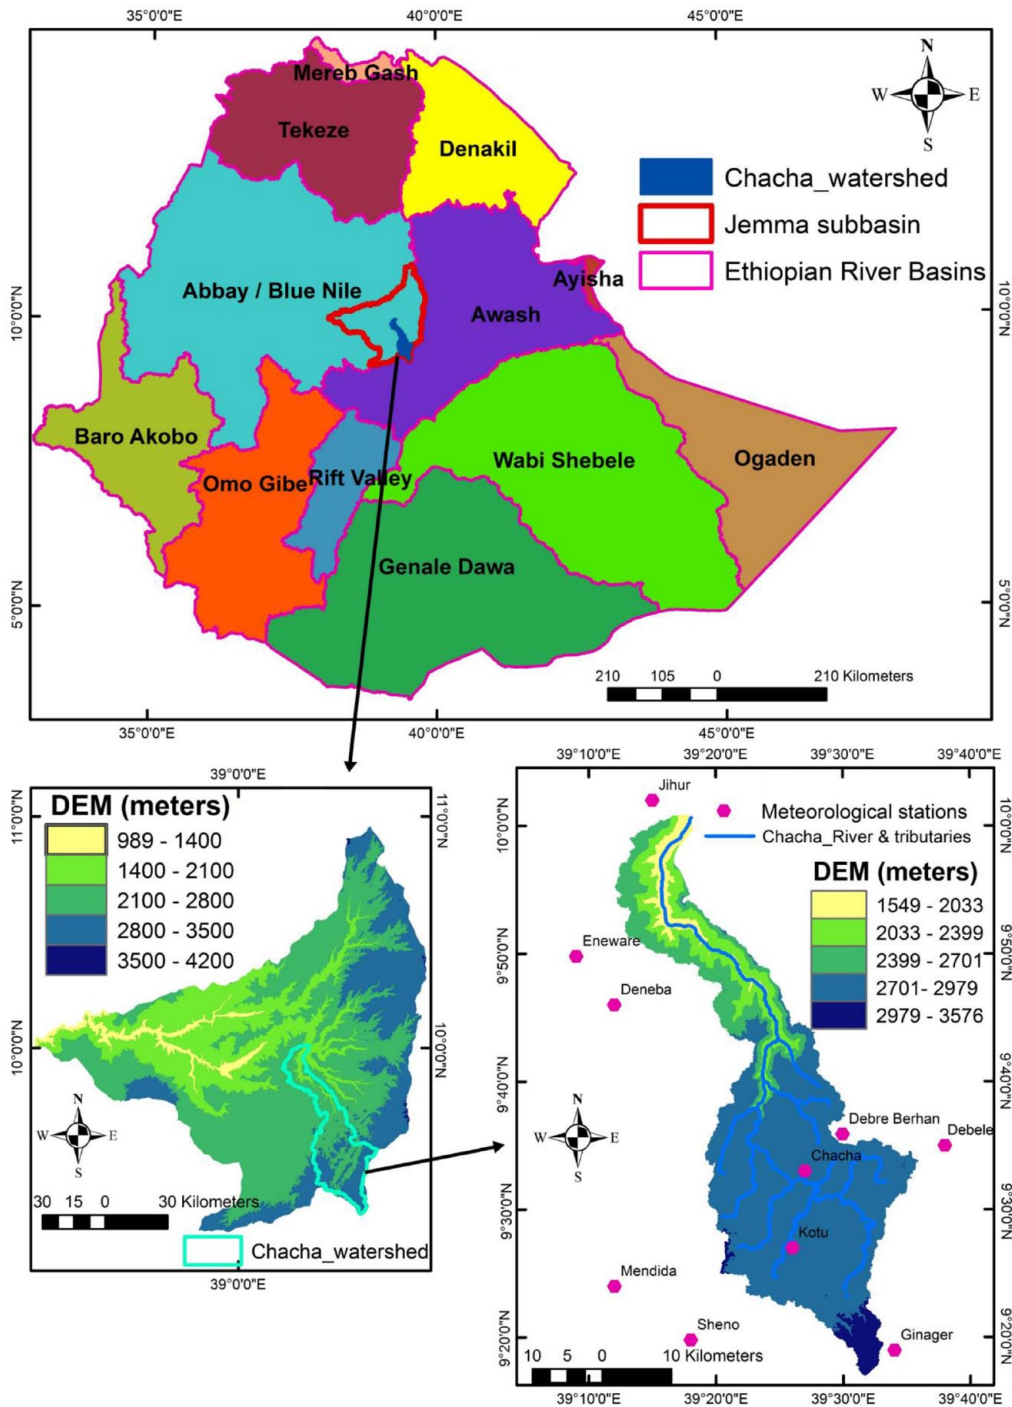 35°0'0"E 40°0'0"E 45°0'0"E
N
W E
S
Mereb Gash
Tekeze
Denakil
Chacha_watershed
Jemma subbasin
Ethiopian River Basins
Ayisha
Abbay / Blue Nile
Awash
10°0'0"N
10°0'0"N
Baro Akobo
Omo Gibe
Rift Valley
Wabi Shebele
Ogaden
Genale Dawa
5°0'0"N
5°0'0"N
210 105 0 210 Kilometers
35°0'0"E 40°0'0"E 45°0'0"E
39°0'0"E
DEM (meters)
989 - 1400
1400 - 2100
2100 - 2800
2800 - 3500
3500 - 4200
11°0'0"N
11°0'0"N
10°0'0"N
10°0'0"N
N
W E
S
30 15 0 30 Kilometers
Chacha_watershed
39°0'0"E
39°10'0"E 39°20'0"E 39°30'0"E 39°40'0"E
Jihur
Meteorological stations
Chacha_River & tributaries
DEM (meters)
1549 - 2033
2033 - 2399
2399 - 2701
2701- 2979
2979 - 3576
10°0'0"N
10°0'0"N
9°50'0"N
9°50'0"N
Eneware
Deneba
9°40'0"N
9°40'0"N
N
W E
S
Debre Berhan
Debele
Chacha
9°30'0"N
9°30'0"N
Kotu
Mendida
Sheno
Ginager
9°20'0"N
9°20'0"N
10 5 0 10 Kilometers
39°10'0"E 39°20'0"E 39°30'0"E 39°40'0"E